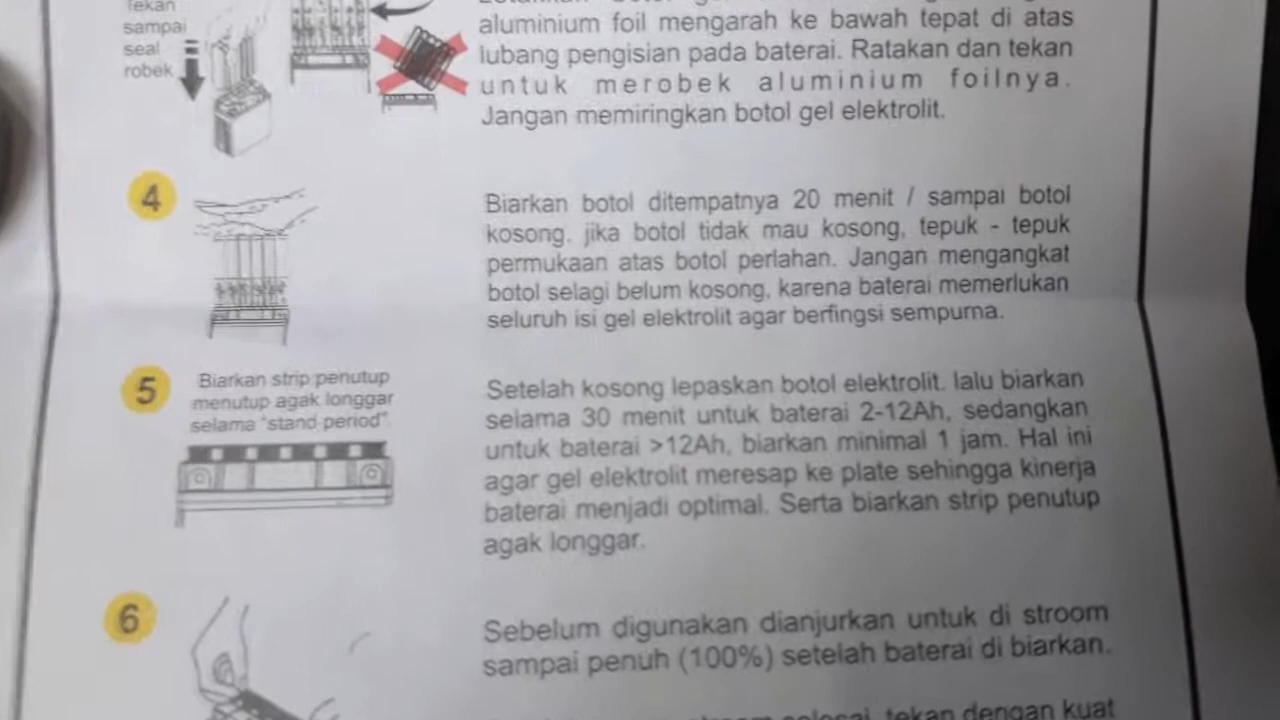 Tekan
sampai
seal
robek
aluminium foil mengarah ke bawah tepat di atas
lubang pengisian pada baterai. Ratakan dan tekan
untuk merobek aluminium foilnya.
Jangan memiringkan botol gel elektrolit.
4
Biarkan botol ditempatnya 20 menit / sampai botol
kosong. jika botol tidak mau kosong, tepuk - tepuk
permukaan atas botol perlahan. Jangan mengangkat
botol selagi belum kosong, karena baterai memerlukan
seluruh isi gel elektrolit agar berfingsi sempurna.
5
Biarkan strip penutup
menutup agak longgar
selama "stand period"
Setelah kosong lepaskan botol elektrolit. lalu biarkan
selama 30 menit untuk baterai 2-12Ah, sedangkan
untuk baterai >12Ah, biarkan minimal 1 jam. Hal ini
agar gel elektrolit meresap ke plate sehingga kinerja
baterai menjadi optimal. Serta biarkan strip penutup
agak longgar.
6
Sebelum digunakan dianjurkan untuk di stroom
sampai penuh (100%) setelah baterai di biarkan.
tekan dengan kuat